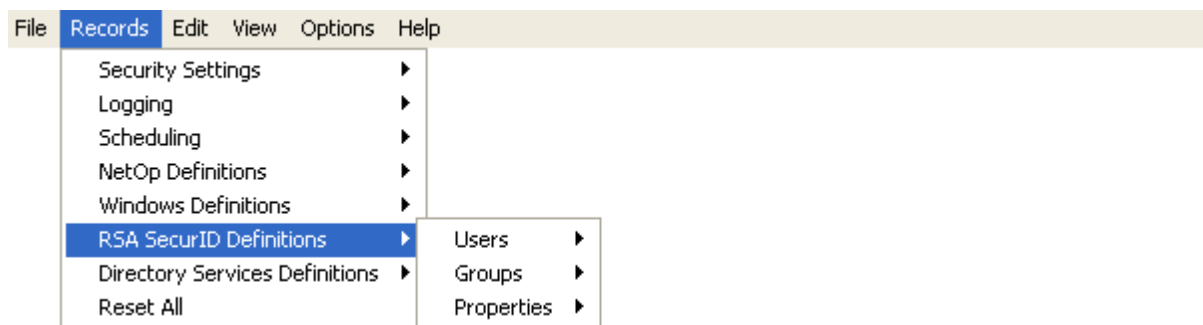 File Records Edit View Options Help
Security Settings
Logging
Scheduling
NetOp Definitions
Windows Definitions
RSA SecurID Definitions Users
Directory Services Definitions Groups
Reset All Properties